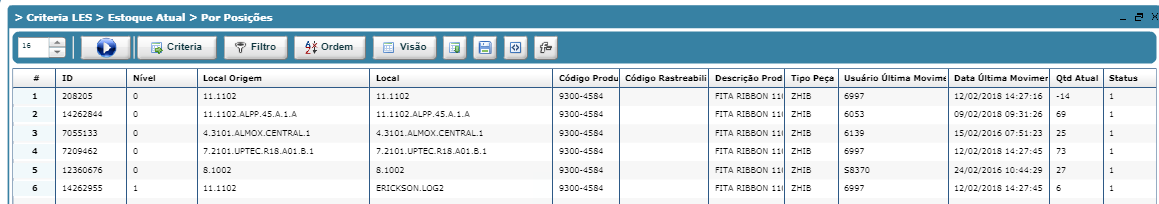 > Criteria LES > Estoque Atual > Por Posições
16 Criteria Filtro Ordem Visão
# ID Nível Local Origem Local Código Produ Código Rastreabili Descrição Prod Tipo Peça Usuário Última Movime Data Última Movimer Qtd Atual Status
1 208205 0 11.1102 11.1102 9300-4584 FITA RIBBON 110 ZHIB 6997 12/02/2018 14:27:16 -14 1
2 14262844 0 11.1102.ALPP.45.A.1.A 11.1102.ALPP.45.A.1.A 9300-4584 FITA RIBBON 110 ZHIB 6053 09/02/2018 09:31:26 69 1
3 7055133 0 4.3101.ALMOX.CENTRAL.1 4.3101.ALMOX.CENTRAL.1 9300-4584 FITA RIBBON 110 ZHIB 6139 15/02/2016 07:51:23 25 1
4 7209462 0 7.2101.UPTEC.R18.A01.B.1 7.2101.UPTEC.R18.A01.B.1 9300-4584 FITA RIBBON 110 ZHIB 6997 12/02/2018 14:27:45 73 1
5 12360676 0 8.1002 8.1002 9300-4584 FITA RIBBON 110 ZHIB S8370 24/02/2016 10:44:29 27 1
6 14262955 1 11.1102 ERICKSON.LOG2 9300-4584 FITA RIBBON 110 ZHIB 6997 12/02/2018 14:27:45 6 1